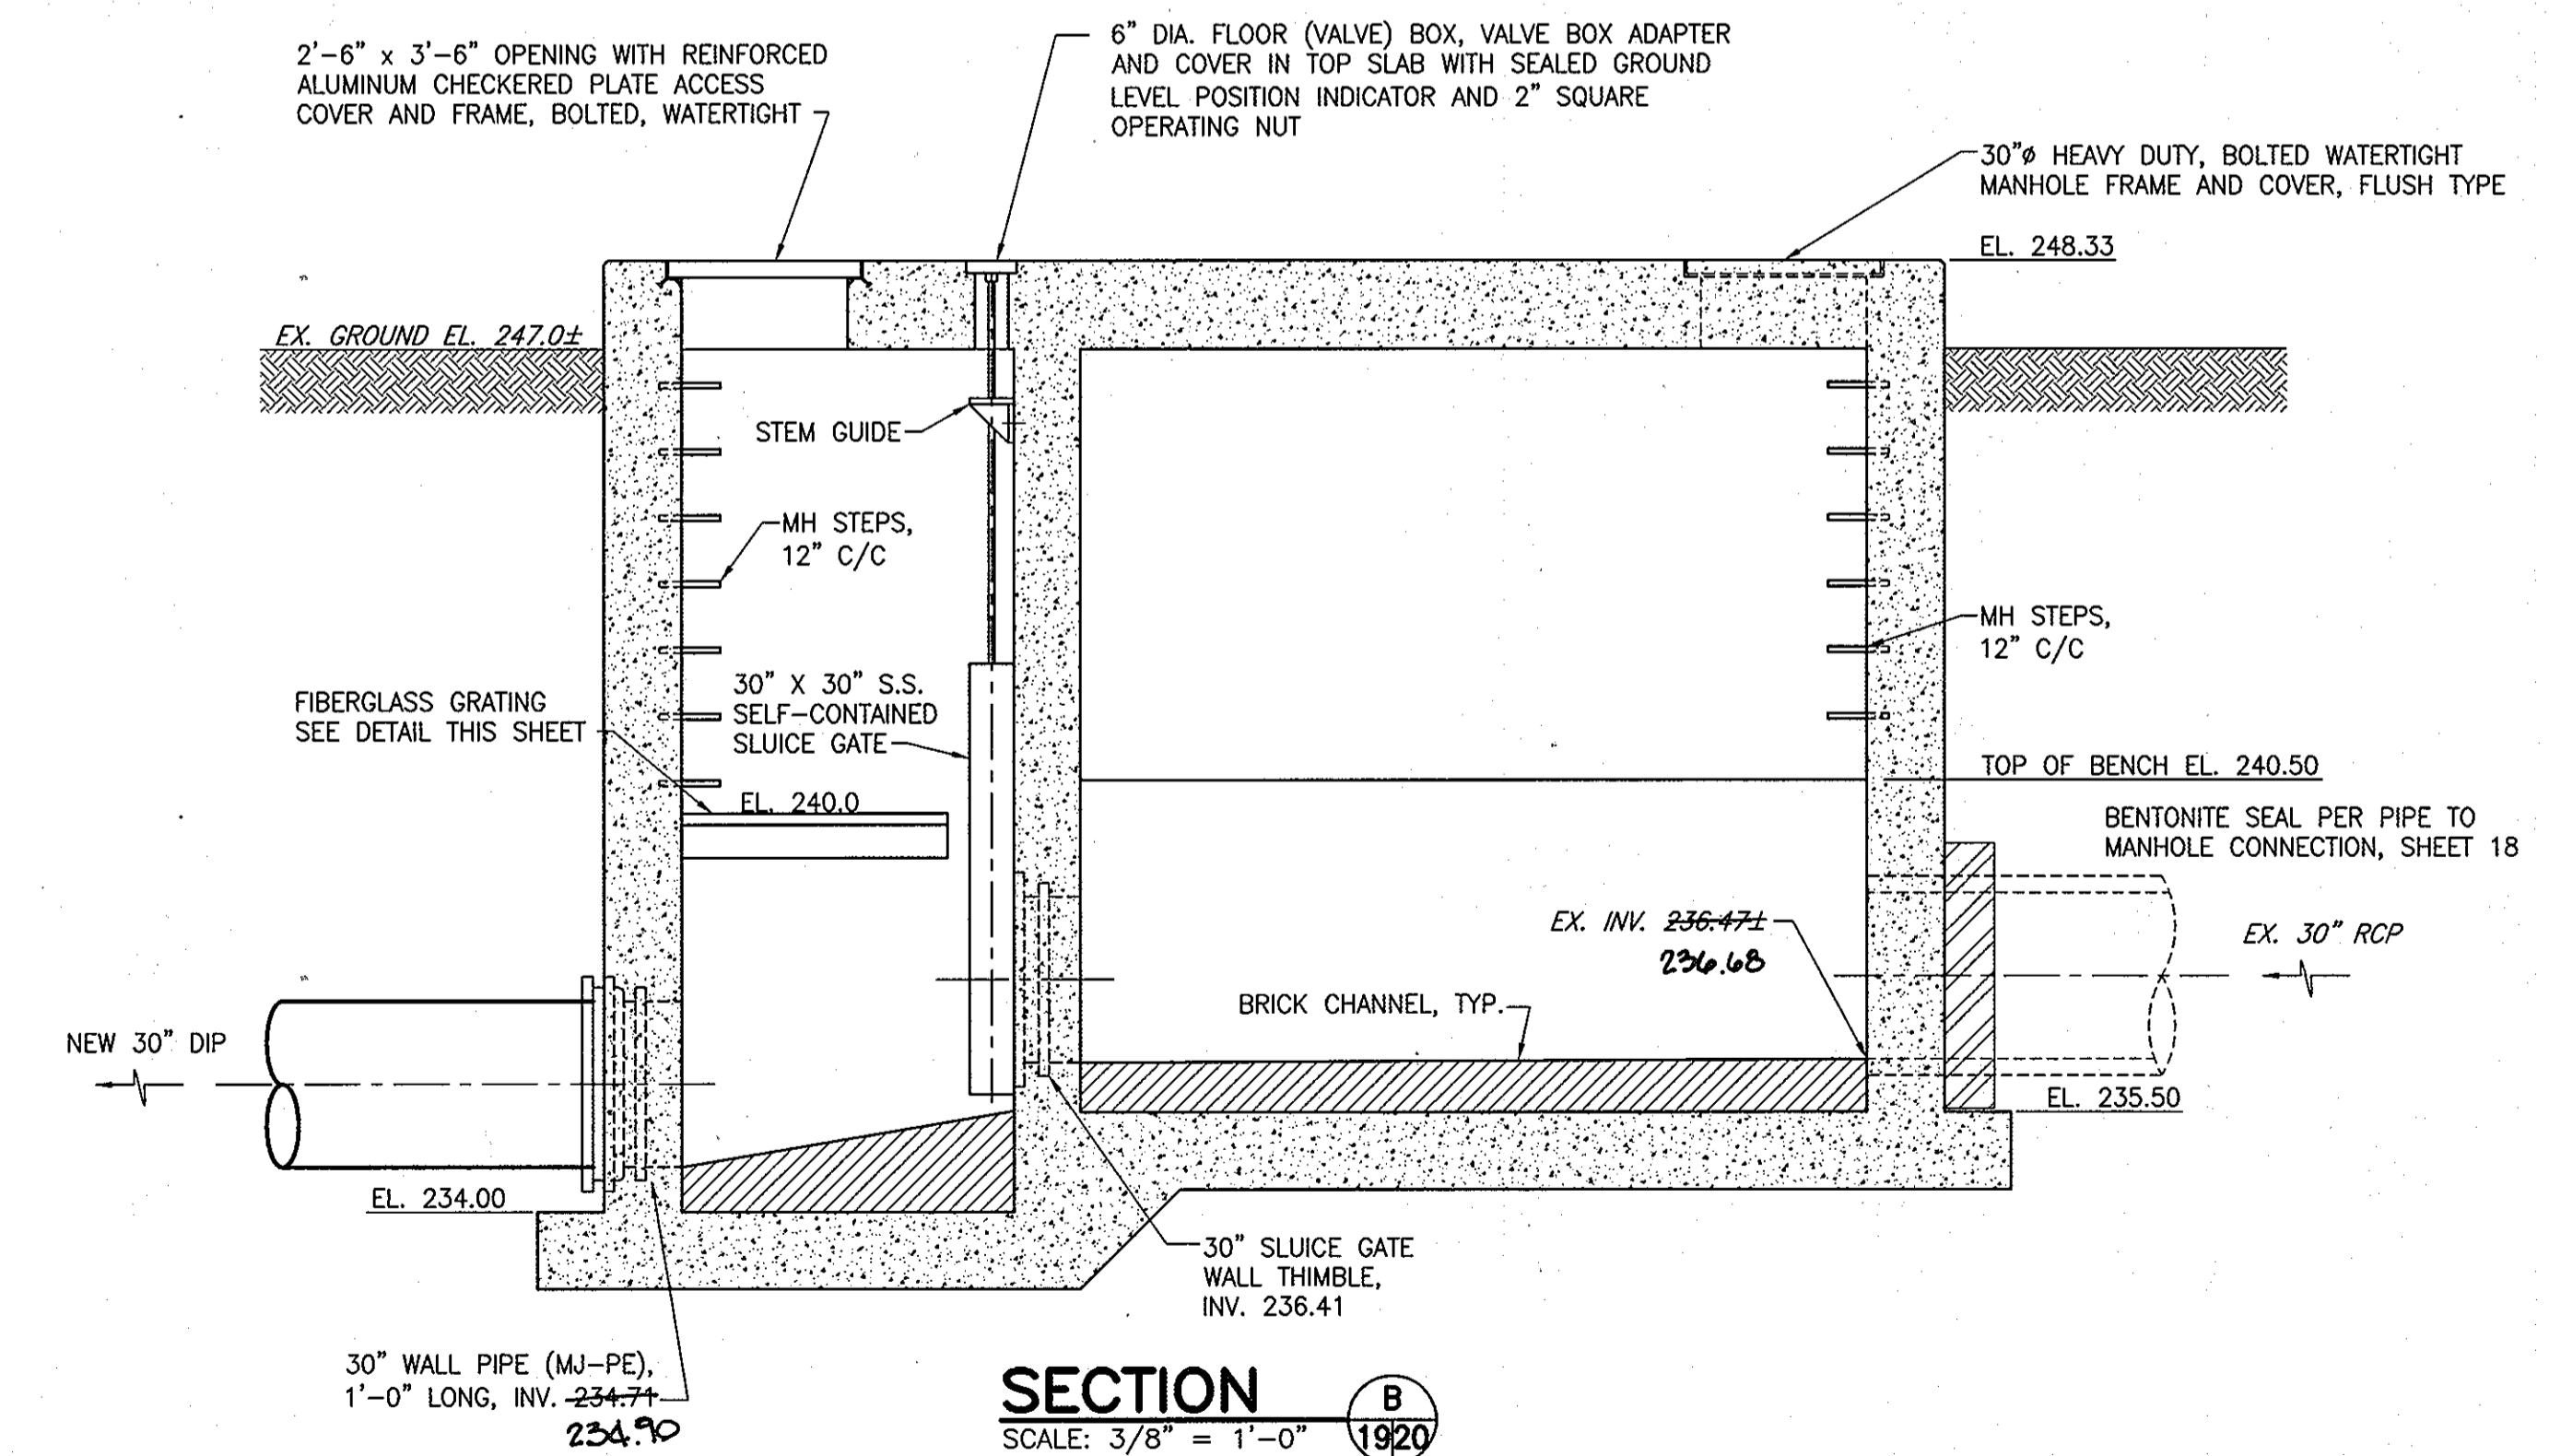 2'-6" x 3'-6" OPENING WITH REINFORCED
ALUMINUM CHECKERED PLATE ACCESS
COVER AND FRAME, BOLTED, WATERTIGHT
6" DIA. FLOOR (VALVE) BOX, VALVE BOX ADAPTER
AND COVER IN TOP SLAB WITH SEALED GROUND
LEVEL POSITION INDICATOR AND 2" SQUARE
OPERATING NUT
30"ø HEAVY DUTY, BOLTED WATERTIGHT
MANHOLE FRAME AND COVER, FLUSH TYPE
EL. 248.33
EX. GROUND EL. 247.0±
STEM GUIDE
MH STEPS,
12" C/C
MH STEPS,
12" C/C
FIBERGLASS GRATING
SEE DETAIL THIS SHEET
30" X 30" S.S.
SELF-CONTAINED
SLUICE GATE
EL. 240.0
TOP OF BENCH EL. 240.50
BENTONITE SEAL PER PIPE TO
MANHOLE CONNECTION, SHEET 18
EX. INV. 236.47±
236.68
EX. 30" RCP
BRICK CHANNEL, TYP.
NEW 30" DIP
EL. 235.50
EL. 234.00
30" SLUICE GATE
WALL THIMBLE,
INV. 236.41
30" WALL PIPE (MJ-PE),
1'-0" LONG, INV. 234.71
234.90
SECTION
SCALE: 3/8" = 1'-0"
B
19 20